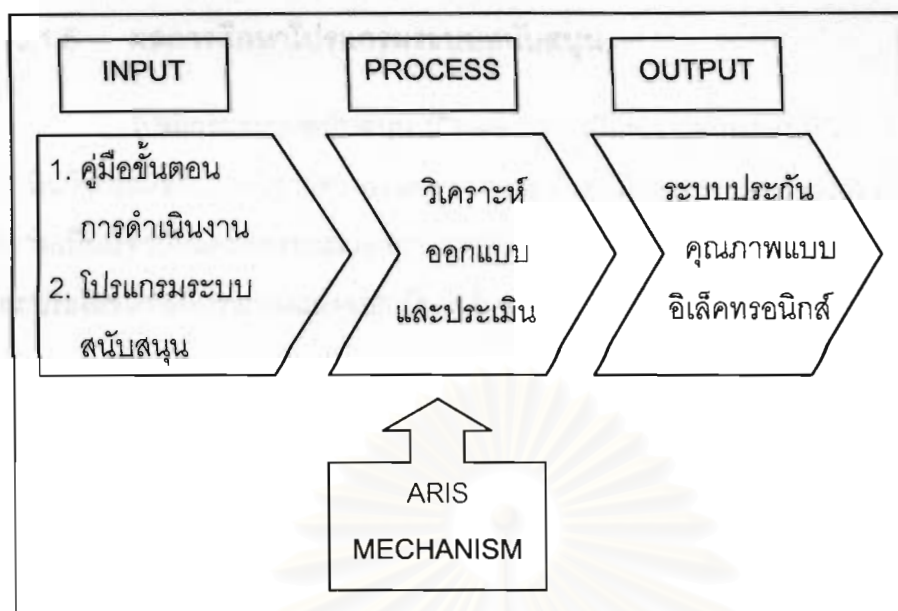 INPUT
PROCESS
OUTPUT
1. คู่มือขั้นตอน
การดำเนินงาน
2. โปรแกรมระบบ
สนับสนุน
วิเคราะห์
ออกแบบ
และประเมิน
ระบบประกัน
คุณภาพแบบ
อิเล็คทรอนิกส์
ARIS
MECHANISM